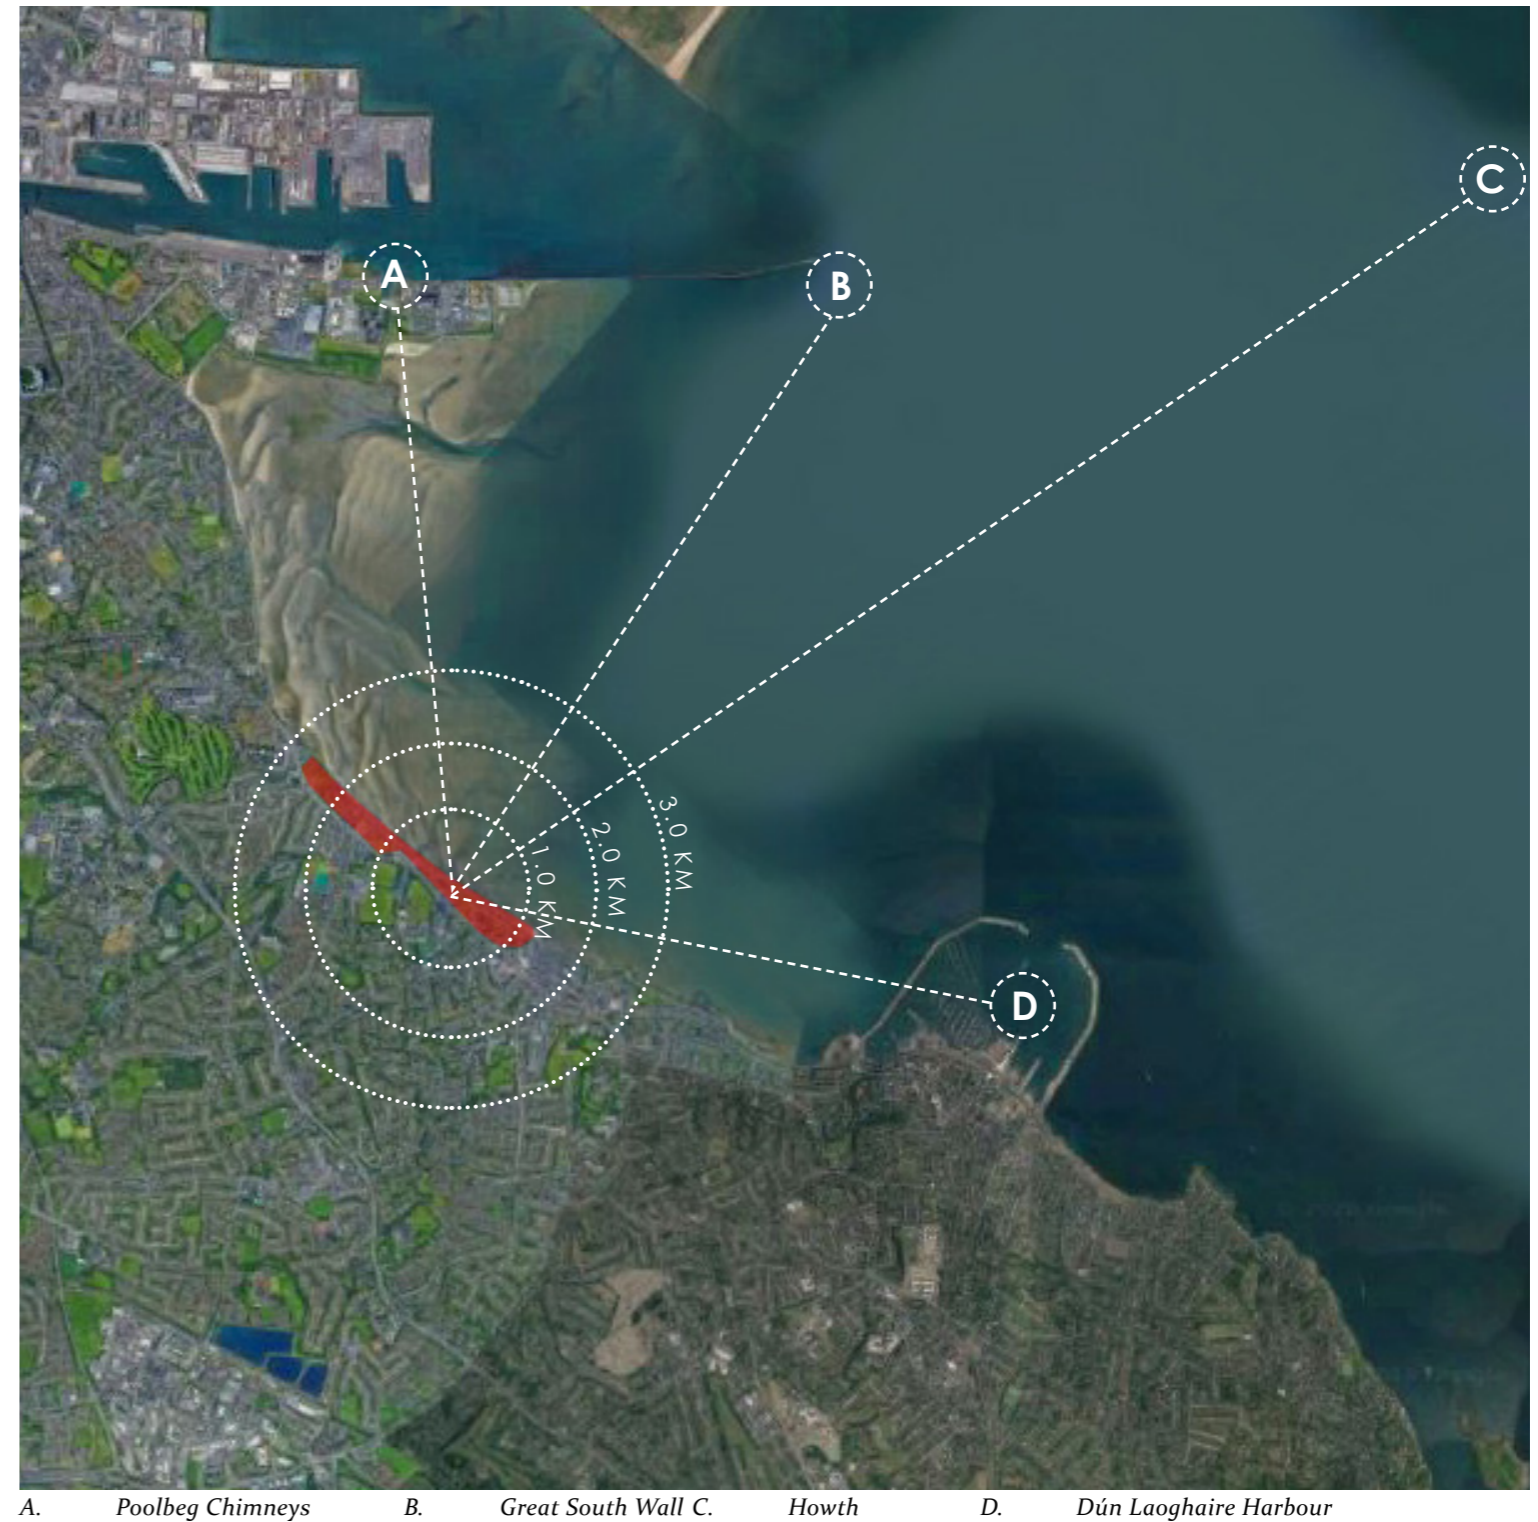 C
A
B
3.0 KM
2.0 KM
1.0 KM
D
A. Poolbeg Chimneys B. Great South Wall C. Howth D. Dún Laoghaire Harbour